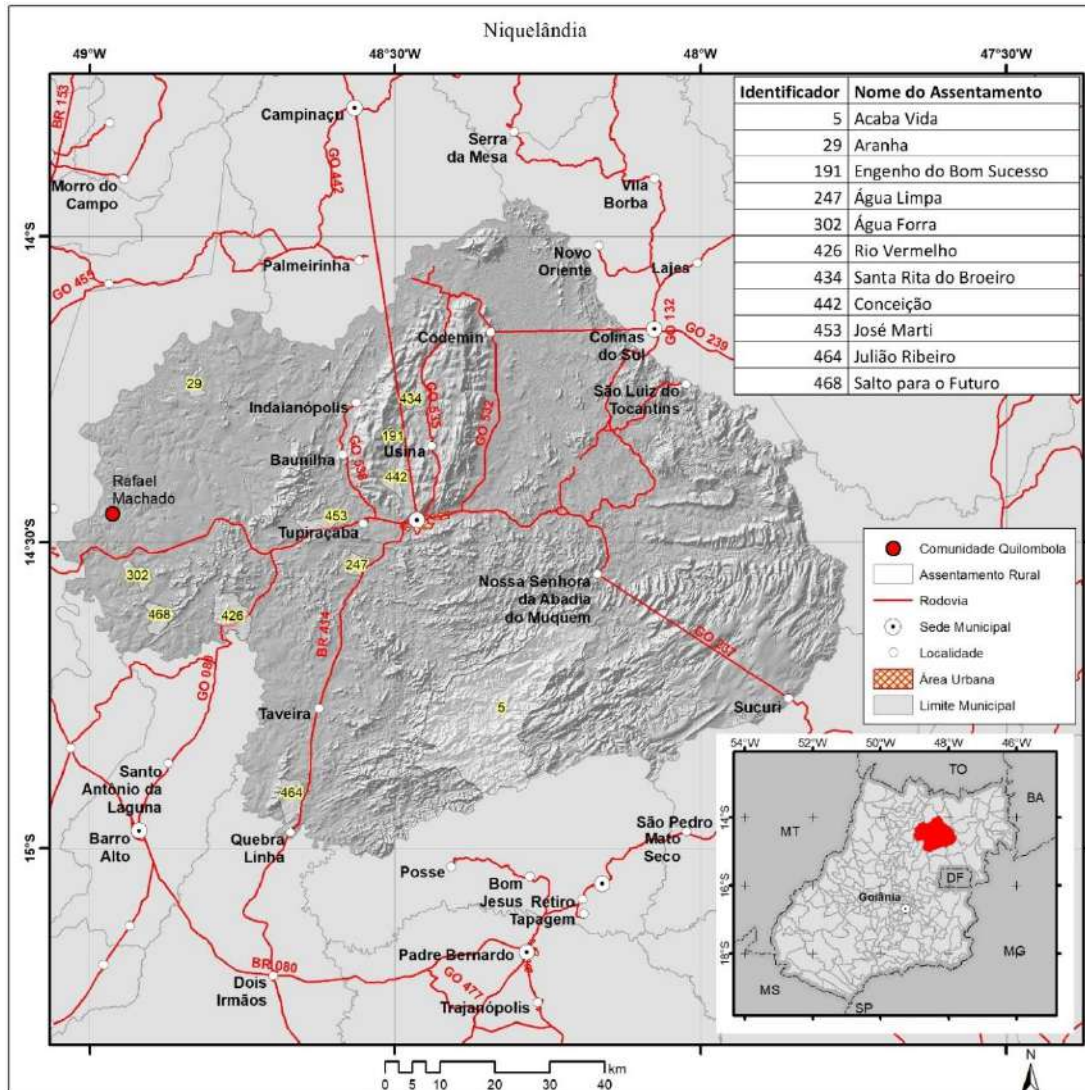 Niquelândia
49°W
48°30'W
48°W
47°30'W
14°S
14°30'S
15°S
Identificador Nome do Assentamento
5 Acaba Vida
29 Aranha
191 Engenho do Bom Sucesso
247 Água Limpa
302 Água Forra
426 Rio Vermelho
434 Santa Rita do Broeiro
442 Conceição
453 José Marti
464 Julião Ribeiro
468 Salto para o Futuro
BR 153
Campinaçu
Serra
da Mesa
Morro do
Campo
GO 442
Vila
Borba
Palmeirinha
Novo
Oriente
Lajes
GO 455
GO 132
Codemin
Colinas
do Sul
GO 239
29
São Luiz do
Tocantins
Indaianópolis
434
GO 535
GO 532
191
Usina
Baunilha
GO 538
442
Rafael
Machado
453
Tupiraçaba
247
302
Nossa Senhora
da Abadia
do Muquem
468
426
BR 414
GO 237
GO 080
Taveira
5
Sucuri
Santo
Antônio da
Laguna
464
Barro
Alto
Quebra
Linha
São Pedro
Mato
Seco
Posse
Bom
Jesus
Retiro
Tapagem
Padre Bernardo
BR 080
GO 477
Dois
Irmãos
Trajanópolis
Comunidade Quilombola
Assentamento Rural
Rodovia
Sede Municipal
Localidade
Área Urbana
Limite Municipal
54°W 52°W 50°W 48°W 46°W
14°S
16°S
18°S
TO
BA
MT
DF
Goiânia
MG
MS
SP
km
0 5 10 20 30 40
N